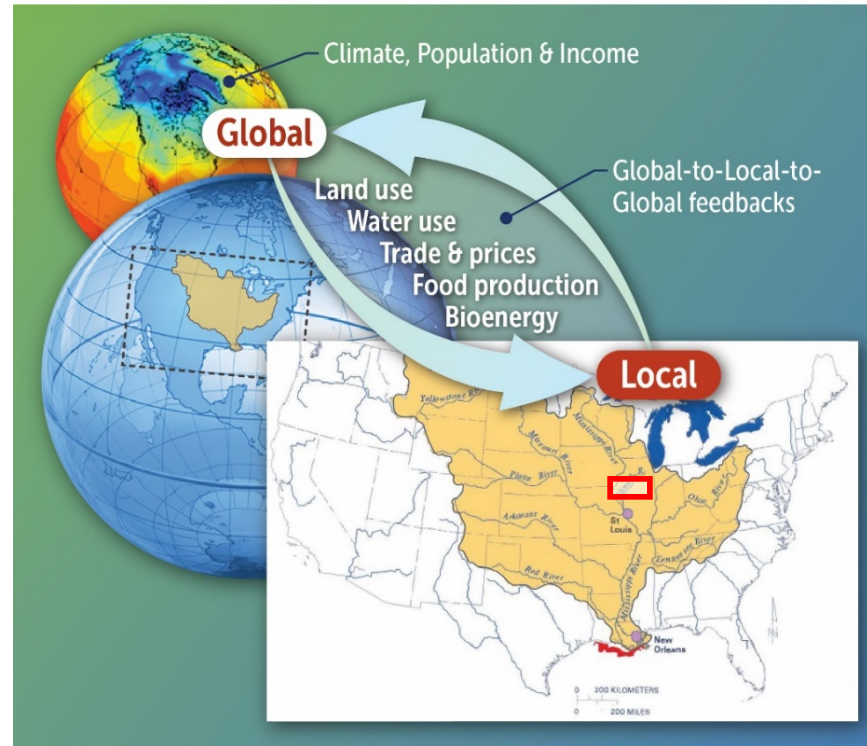 Climate, Population & Income
Global
Global-to-Local-to-
Global feedbacks
Land use
Water use
Trade & prices
Food production
Bioenergy
Local
Yellowstone River
Missouri River
Mississippi River
Platte River
R.
Ohio River
St
Louis
Arkansas River
Tennessee River
Red River
Mississippi River
New
Orleans
0 200 KILOMETERS
0 200 MILES